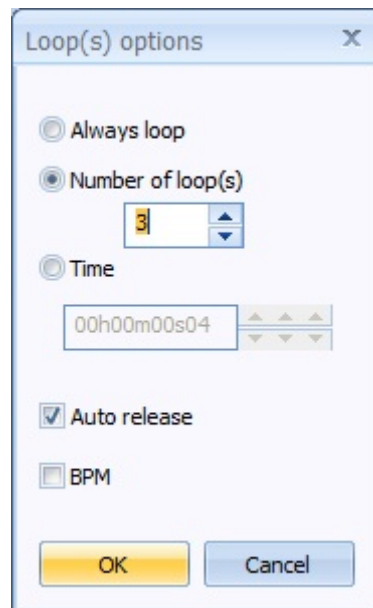 Loop(s) options
Always loop
Number of loop(s)
3
Time
00h00m00s04
Auto release
BPM
OK Cancel